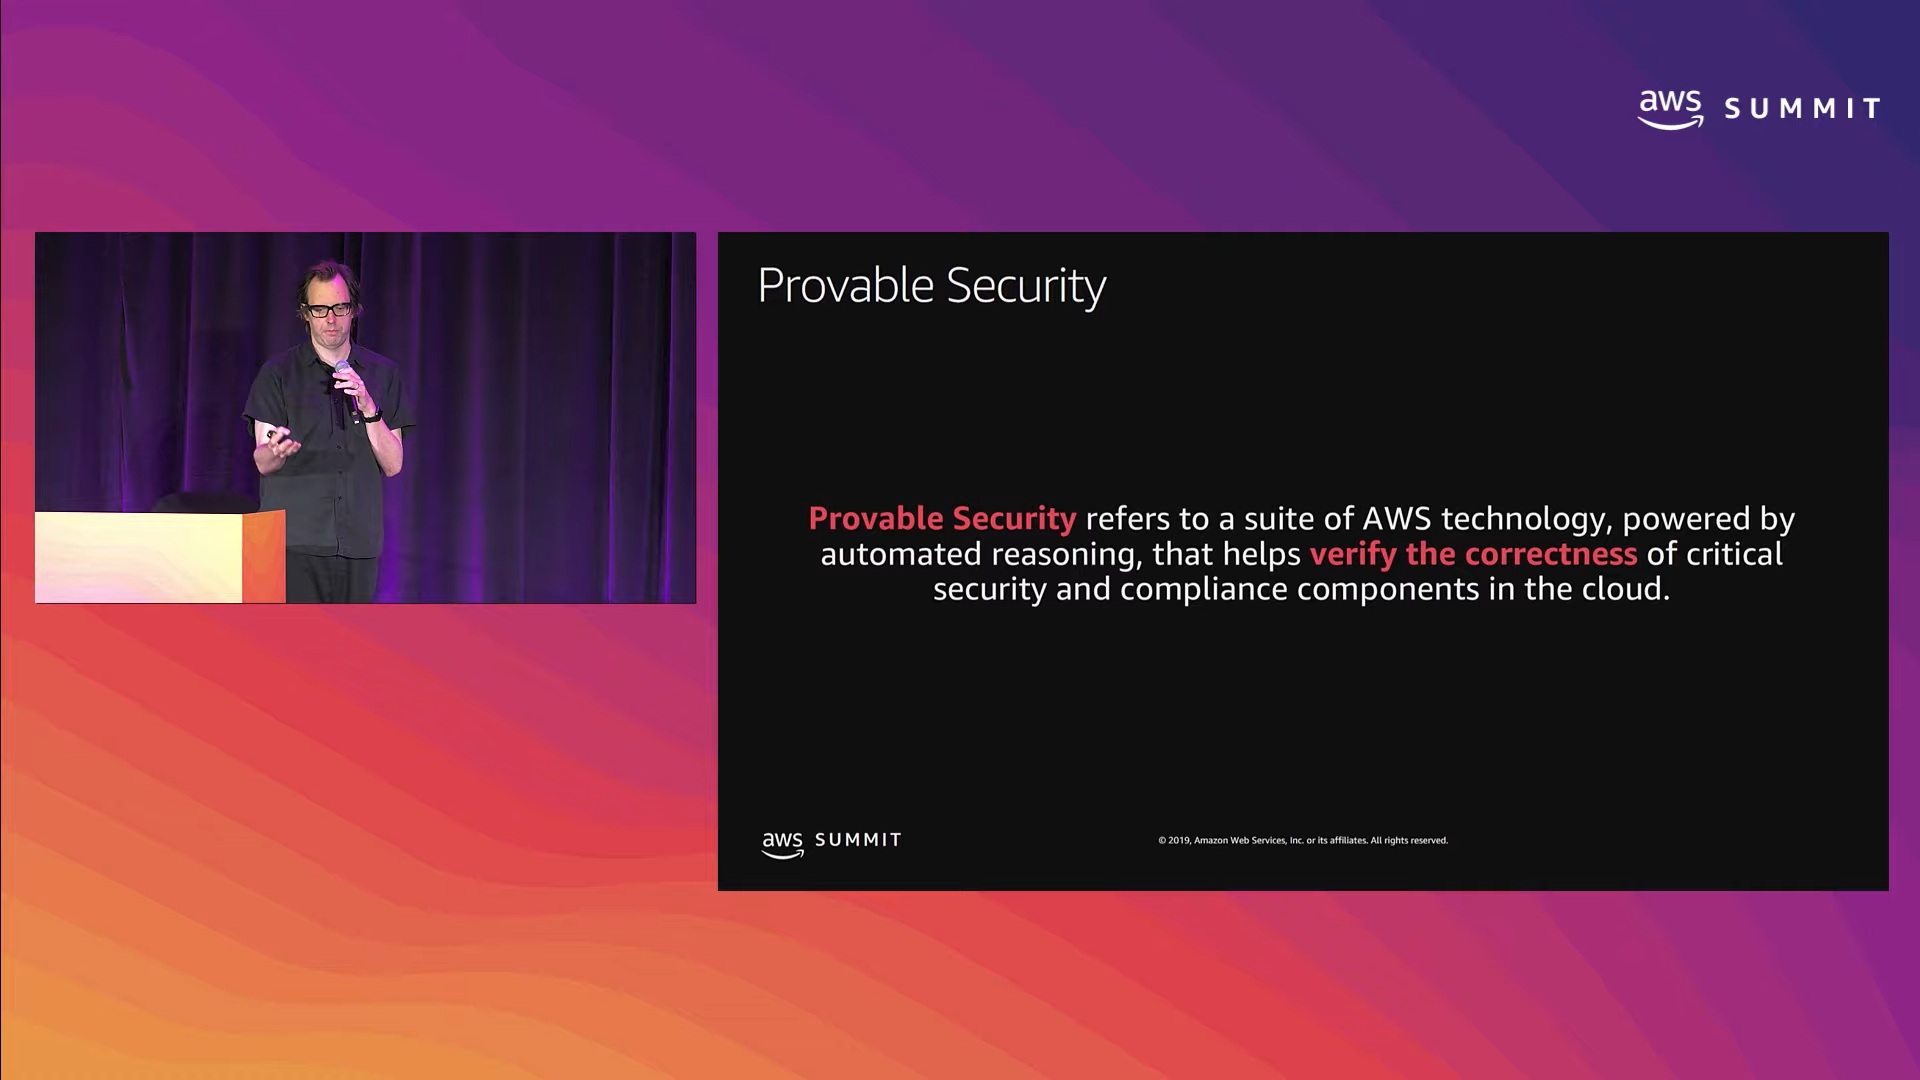 aws SUMMIT
Provable Security
Provable Security refers to a suite of AWS technology, powered by
automated reasoning, that helps verify the correctness of critical
security and compliance components in the cloud.
aws SUMMIT
© 2019, Amazon Web Services, Inc. or its affiliates. All rights reserved.